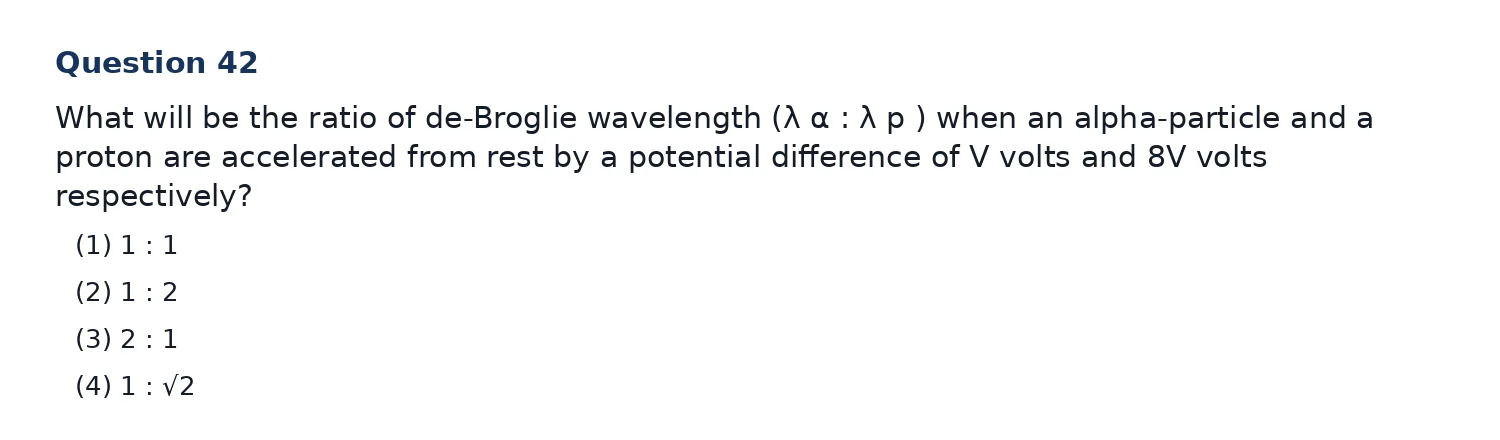 Question 42
What will be the ratio of de-Broglie wavelength (λ α : λ p ) when an alpha-particle and a
proton are accelerated from rest by a potential difference of V volts and 8V volts
respectively?
(1) 1 : 1
(2) 1 : 2
(3) 2 : 1
(4) 1 : √2